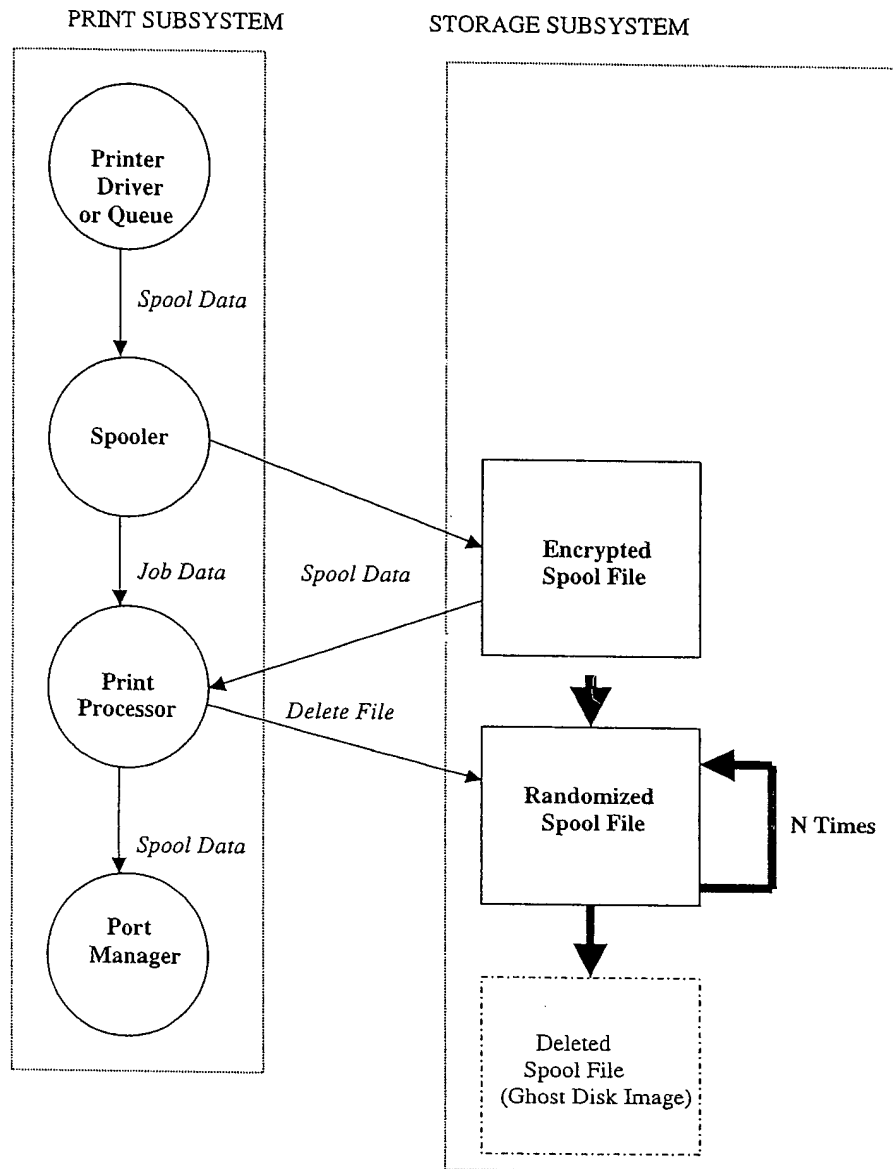 PRINT SUBSYSTEM
STORAGE SUBSYSTEM
Printer
Driver
or Queue
Spool Data
Spooler
Job Data
Spool Data
Encrypted
Spool File
Print
Processor
Delete File
Randomized
Spool File
N Times
Spool Data
Port
Manager
Deleted
Spool File
(Ghost Disk Image)